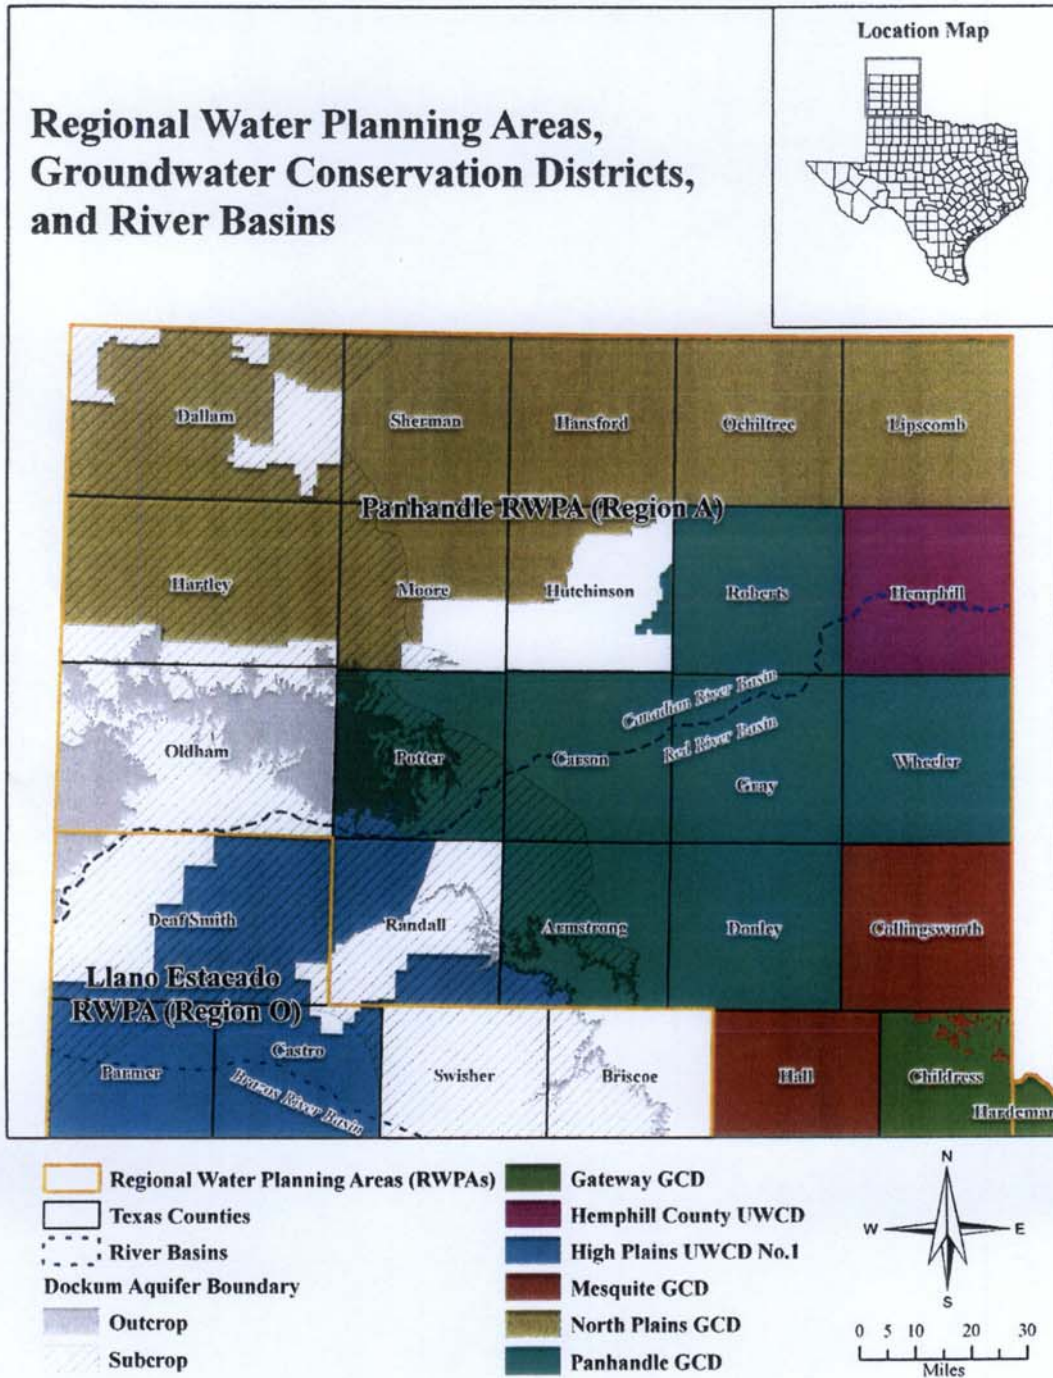 Location Map
Regional Water Planning Areas,
Groundwater Conservation Districts,
and River Basins
Dallam
Sherman
Hansford
Ochiltree
Lipscomb
Panhandle RWPA (Region A)
Hartley
Moore
Hutchinson
Roberts
Hemphill
Canadian River Basin
Red River Basin
Oldham
Potter
Carson
Gray
Wheeler
Deaf Smith
Randall
Armstrong
Donley
Collingsworth
Llano Estacado
RWPA (Region O)
Parmer
Castro
Brazos River Basin
Swisher
Briscoe
Hall
Childress
Hardeman
Regional Water Planning Areas (RWPAs)
Texas Counties
River Basins
Dockum Aquifer Boundary
Outcrop
Subcrop
Gateway GCD
Hemphill County UWCD
High Plains UWCD No.1
Mesquite GCD
North Plains GCD
Panhandle GCD
N
W
E
S
0 5 10 20 30
Miles